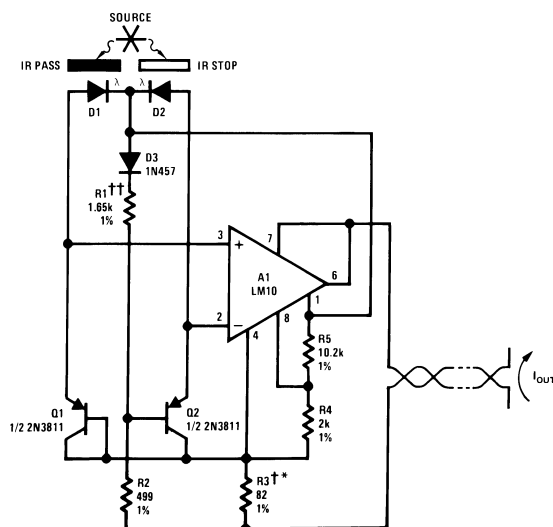 SOURCE
IR PASS
IR STOP
λ
λ
D1
D2
D3
1N457
R1††
1.65k
1%
3
+
7
A1
LM10
6
1
2
−
8
4
R5
10.2k
1%
IOUT
R4
2k
1%
Q1
1/2 2N3811
Q2
1/2 2N3811
R2
499
1%
R3†*
82
1%